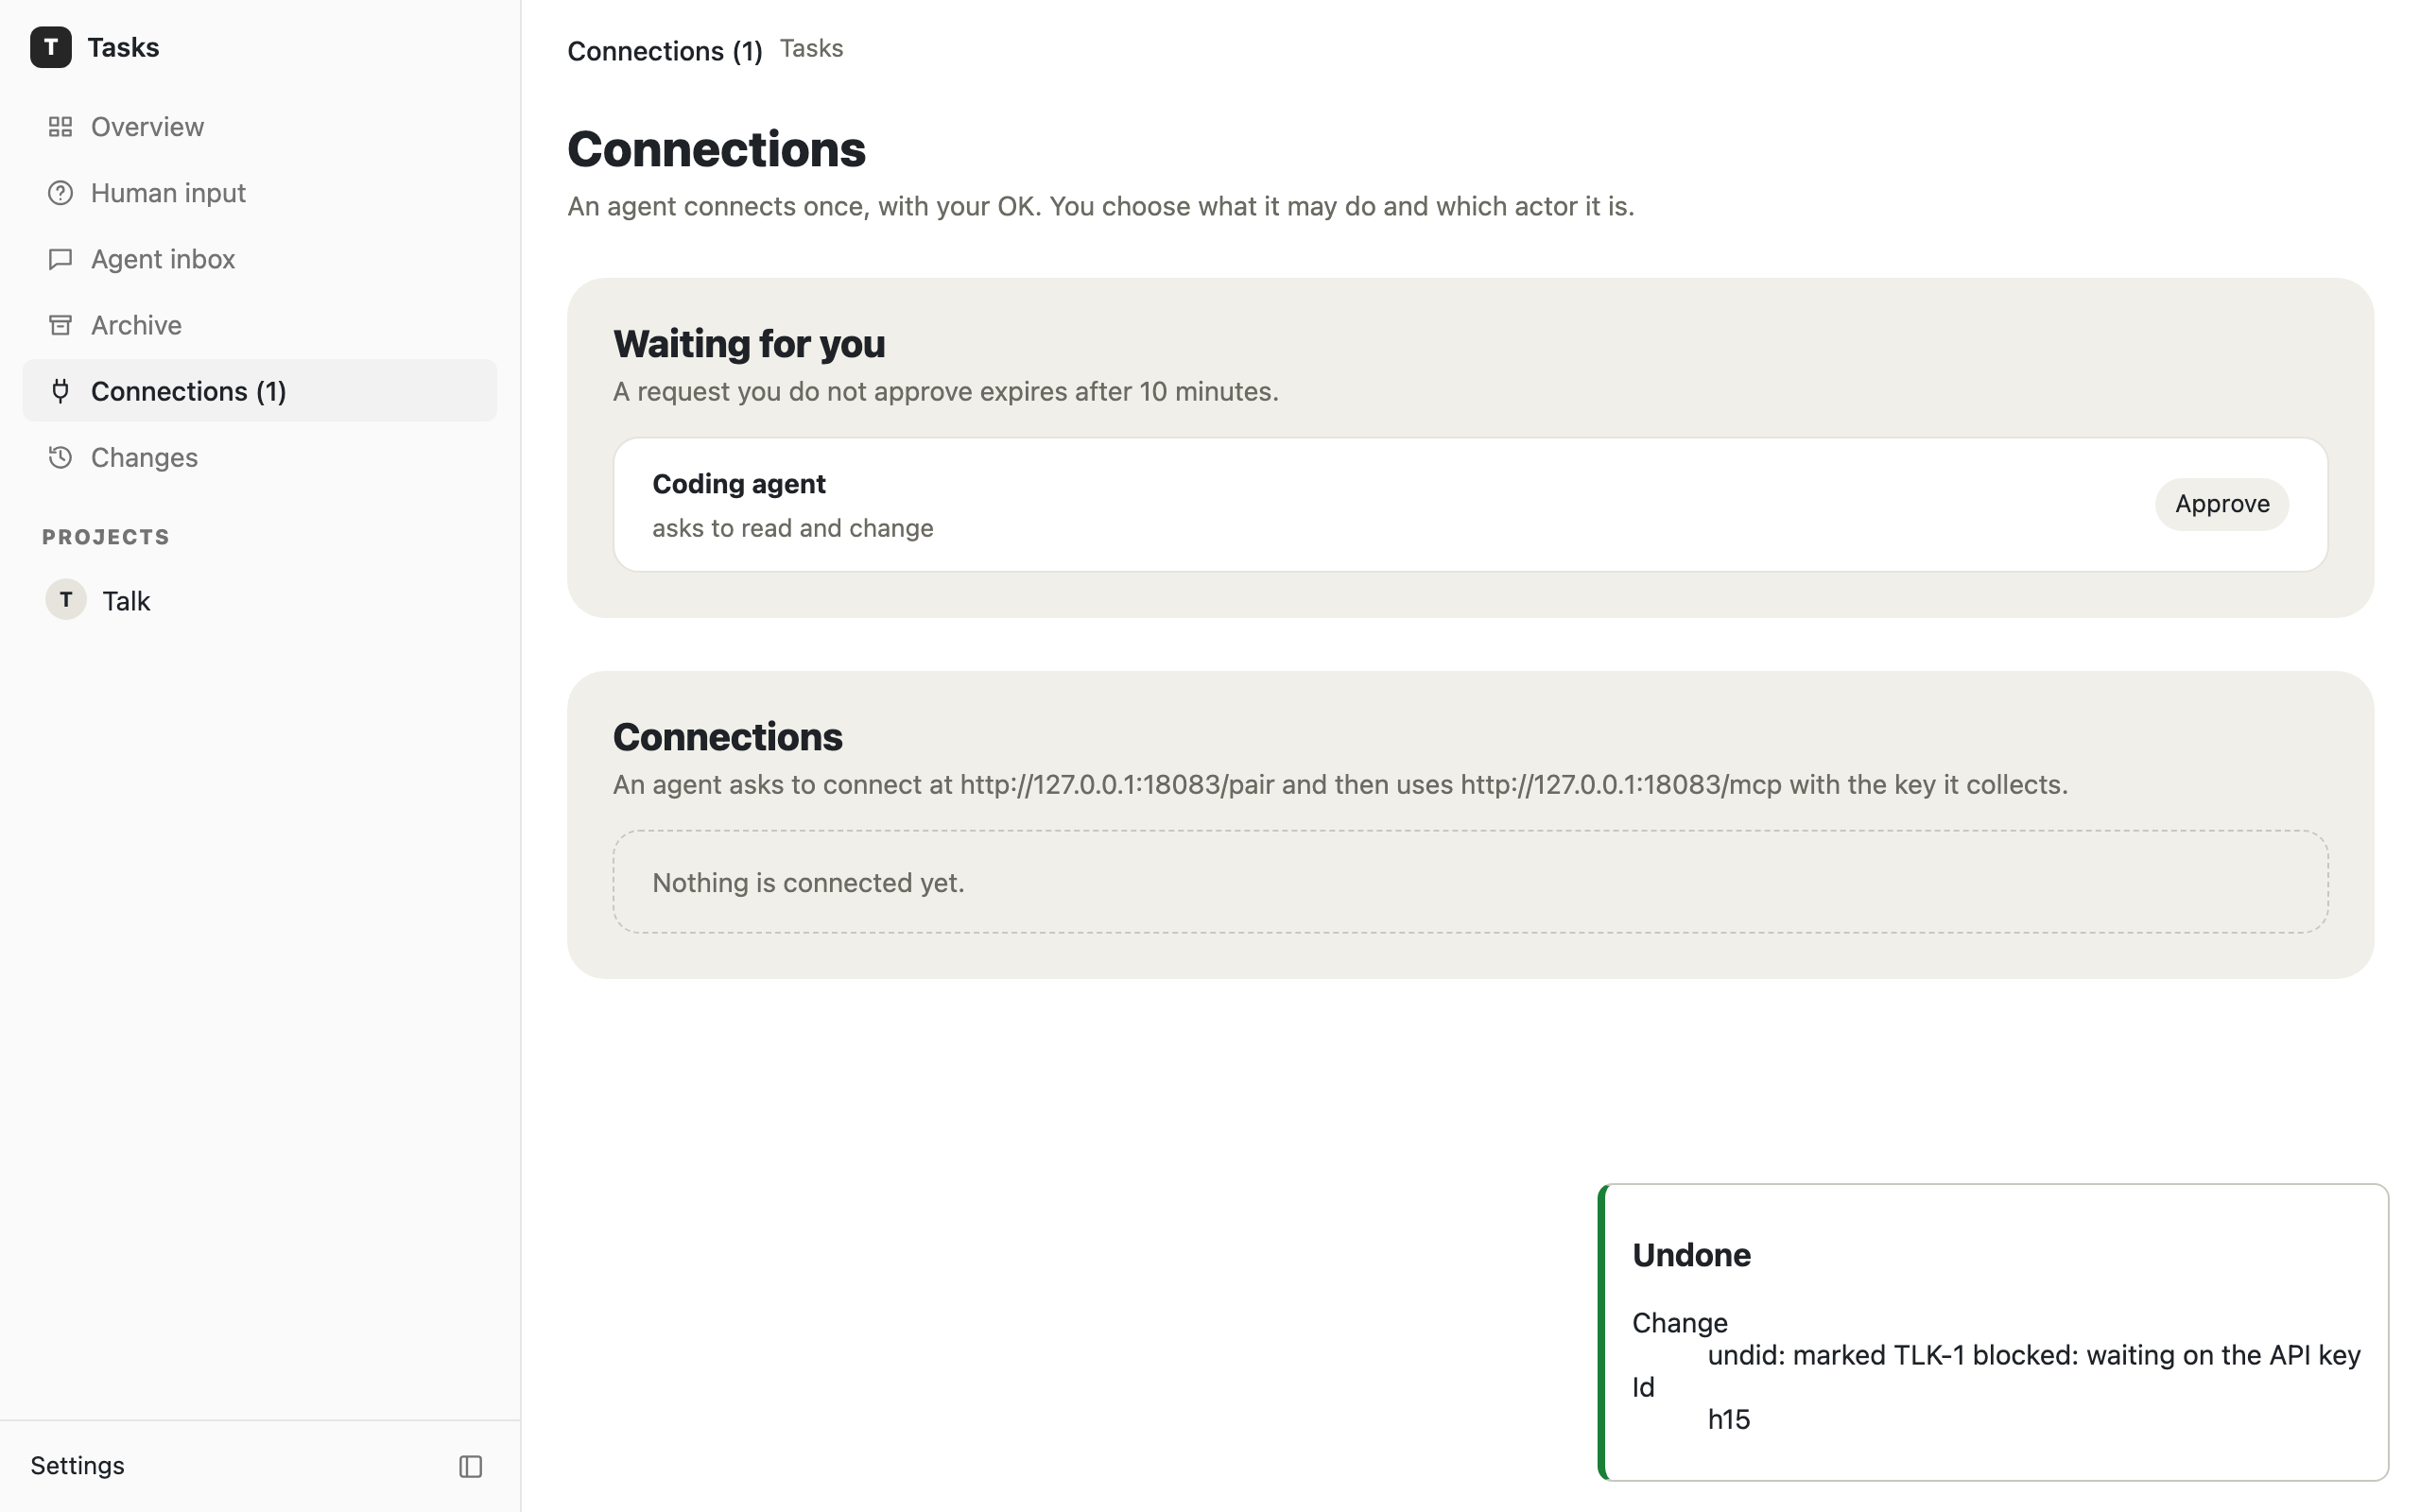 T Tasks
Overview
Human input
Agent inbox
Archive
Connections (1)
Changes
PROJECTS
T Talk
Settings
Connections (1) Tasks
Connections
An agent connects once, with your OK. You choose what it may do and which actor it is.
Waiting for you
A request you do not approve expires after 10 minutes.
Coding agent
asks to read and change
Approve
Connections
An agent asks to connect at http://127.0.0.1:18083/pair and then uses http://127.0.0.1:18083/mcp with the key it collects.
Nothing is connected yet.
Undone
Change
undid: marked TLK-1 blocked: waiting on the API key
Id
h15